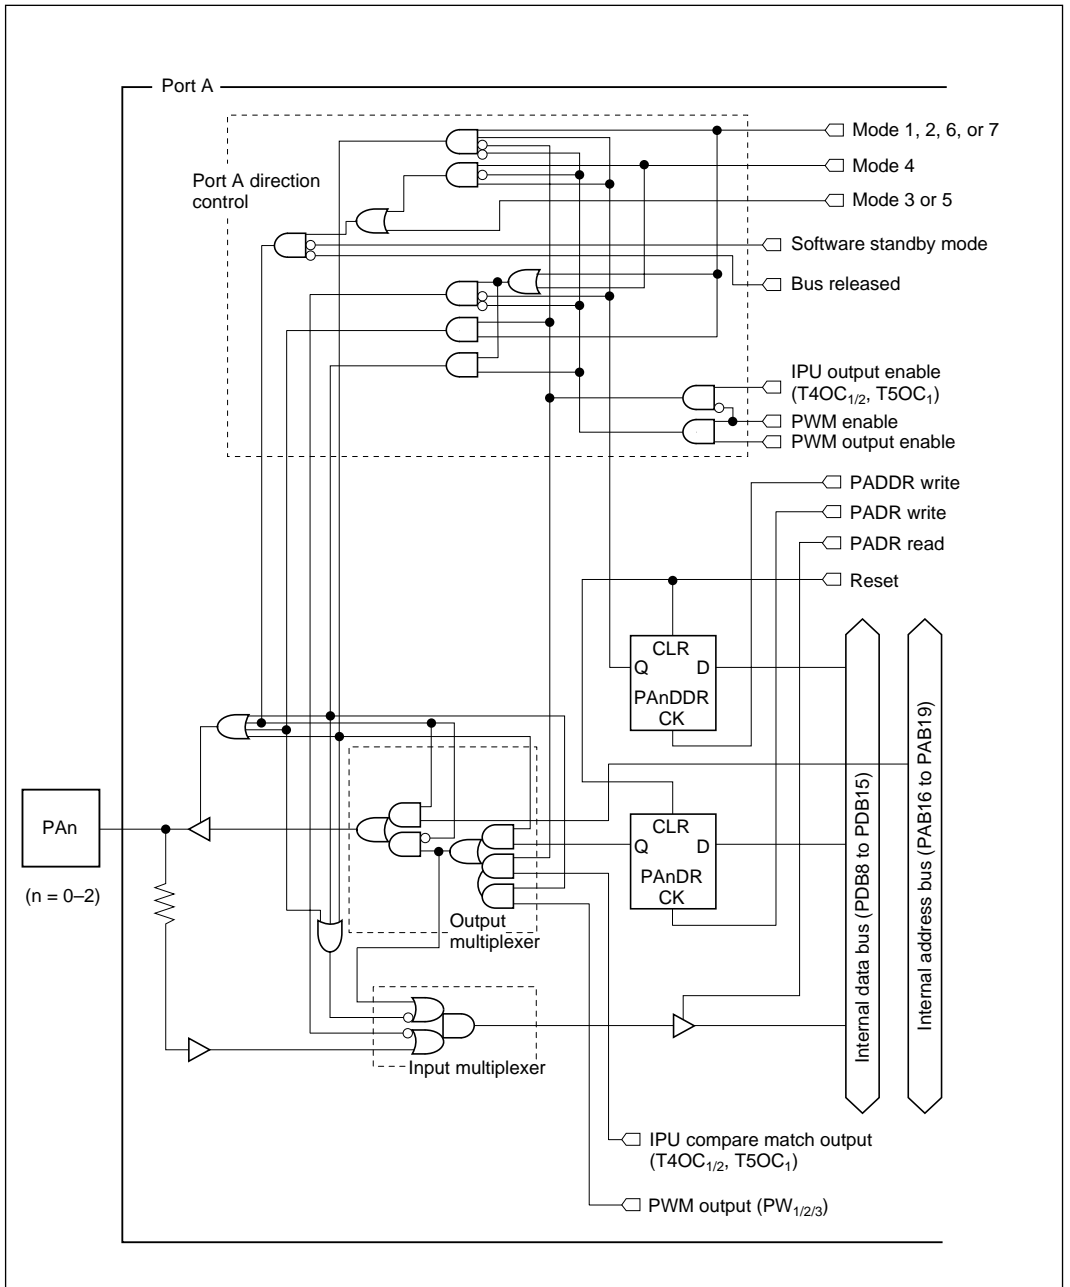 Port A
Mode 1, 2, 6, or 7
Mode 4
Port A direction
control
Mode 3 or 5
Software standby mode
Bus released
IPU output enable
(T4OC1/2, T5OC1)
PWM enable
PWM output enable
PADDR write
PADR write
PADR read
Reset
CLR
Q D
PAnDDR
CK
PAn
(n = 0–2)
CLR
Q D
PAnDR
CK
Output
multiplexer
Input multiplexer
Internal data bus (PDB8 to PDB15)
Internal address bus (PAB16 to PAB19)
IPU compare match output
(T4OC1/2, T5OC1)
PWM output (PW1/2/3)